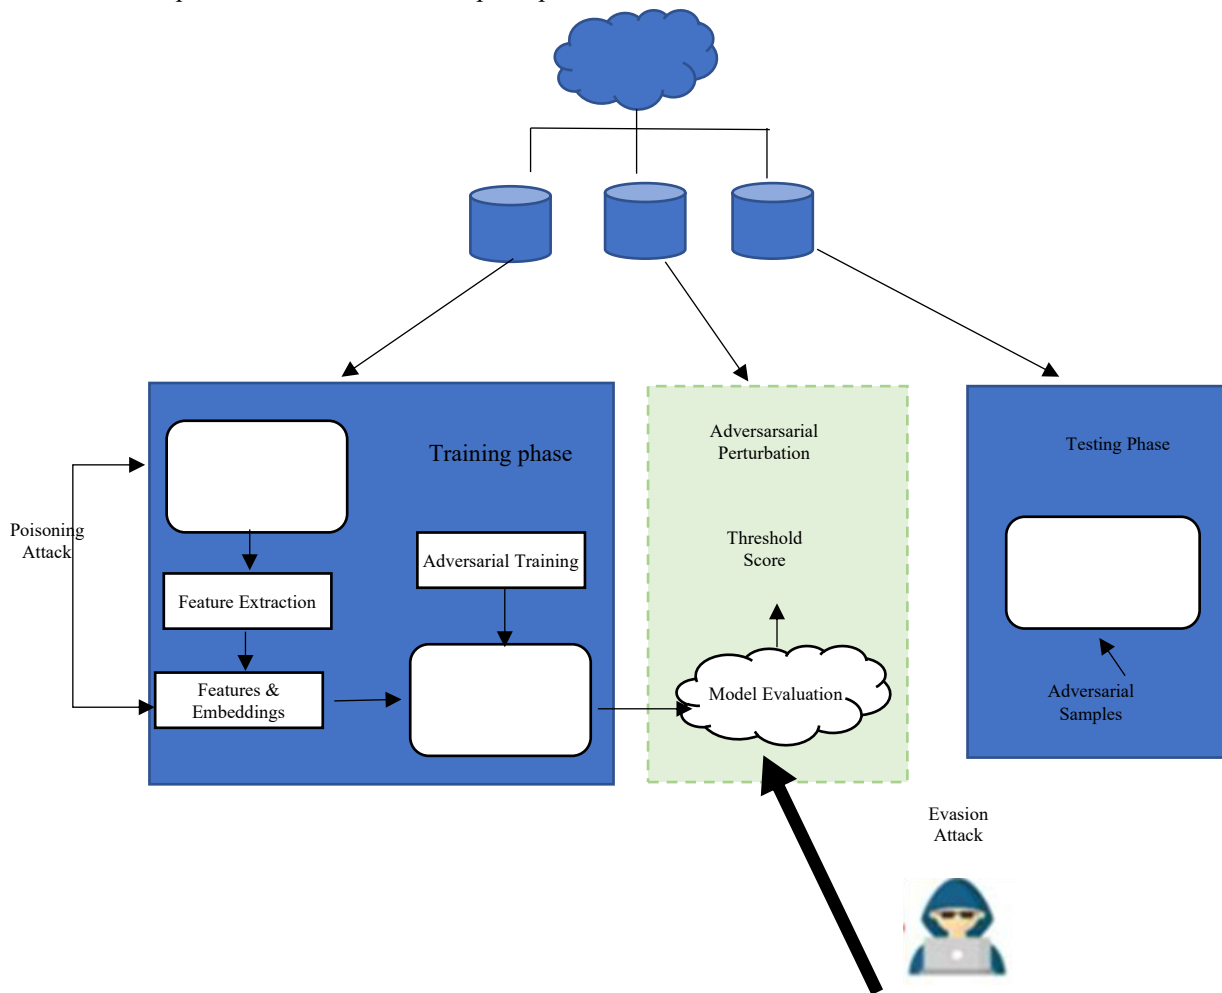 Training phase
Adversarsarial
Perturbation
Testing Phase
Poisoning
Attack
Threshold
Score
Adversarial Training
Feature Extraction
Features &
Embeddings
Model Evaluation
Adversarial
Samples
Evasion
Attack